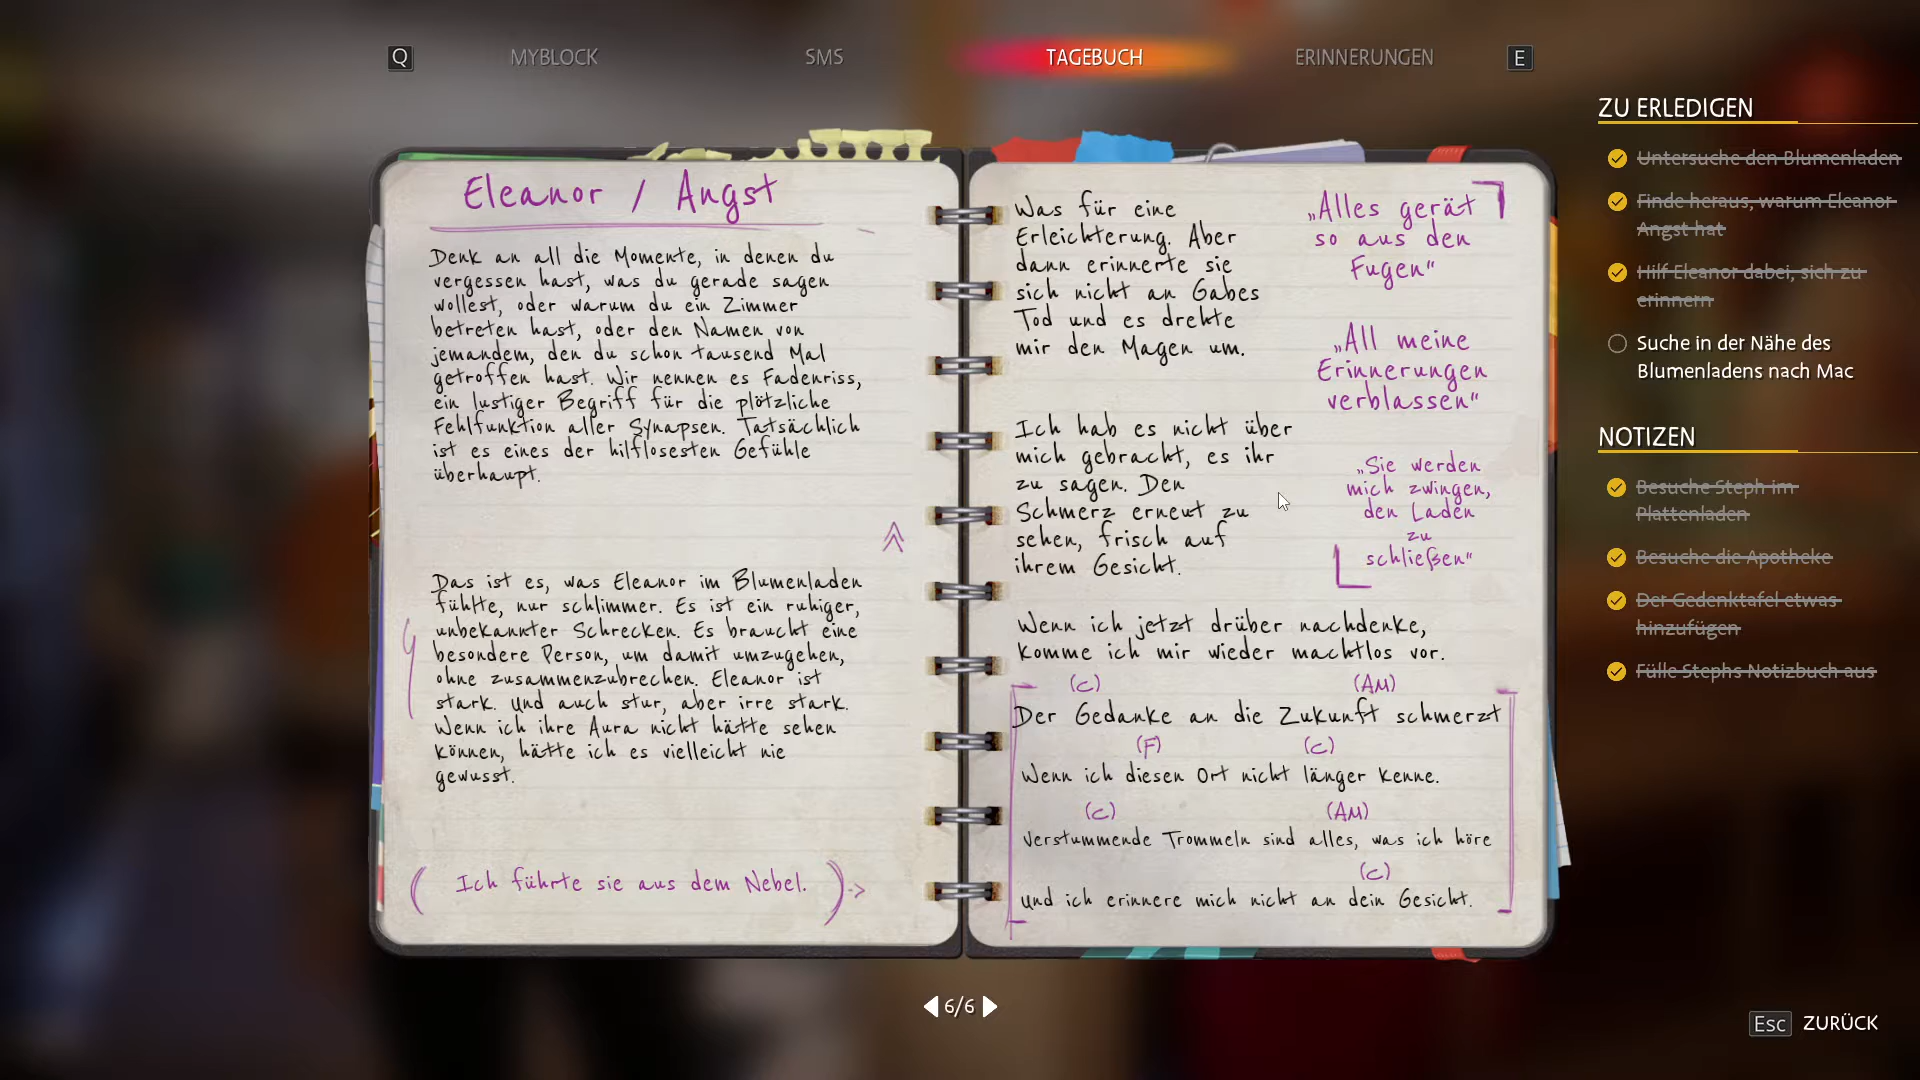 Q
MYBLOCK
SMS
TAGEBUCH
ERINNERUNGEN
E
Eleanor / Angst
Denk an all die Momente, in denen du
vergessen hast, was du gerade sagen
wollest, oder warum du ein Zimmer
betreten hast, oder den Namen von
jemandem, den du schon tausend Mal
getroffen hast. Wir nennen es Fadenriss,
ein lustiger Begriff für die plötzliche
Fehlfunktion aller Synapsen. Tatsächlich
ist es eines der hilflosesten Gefühle
überhaupt.
Das ist es, was Eleanor im Blumenladen
fühlte, nur schlimmer. Es ist ein ruhiger,
unbekannter Schrecken. Es braucht eine
besondere Person, um damit umzugehen,
ohne zusammenzubrechen. Eleanor ist
stark. Und auch stur, aber irre stark.
Wenn ich ihre Aura nicht hätte sehen
können, hätte ich es vielleicht nie
gewusst.
( Ich führte sie aus dem Nebel. ) ->
Was für eine
Erleichterung. Aber
dann erinnerte sie
sich nicht an Gabes
Tod und es drehte
mir den Magen um.
Ich hab es nicht über
mich gebracht, es ihr
zu sagen. Den
Schmerz erneut zu
sehen, frisch auf
ihrem Gesicht.
„Alles gerät
so aus den
Fugen“
„All meine
Erinnerungen
verblassen“
„Sie werden
mich zwingen,
den Laden
zu
schließen“
Wenn ich jetzt drüber nachdenke,
komme ich mir wieder machtlos vor.
(C) (AM)
Der Gedanke an die Zukunft schmerzt
(F) (C)
Wenn ich diesen Ort nicht länger kenne.
(C) (AM)
Verstummende Trommeln sind alles, was ich höre
(C)
Und ich erinnere mich nicht an dein Gesicht.
6/6
ZU ERLEDIGEN
Untersuche den Blumenladen
Finde heraus, warum Eleanor
Angst hat
Hilf Eleanor dabei, sich zu
erinnern
Suche in der Nähe des
Blumenladens nach Mac
NOTIZEN
Besuche Steph im
Plattenladen
Besuche die Apotheke
Der Gedenktafel etwas
hinzufügen
Fülle Stephs Notizbuch aus
Esc ZURÜCK